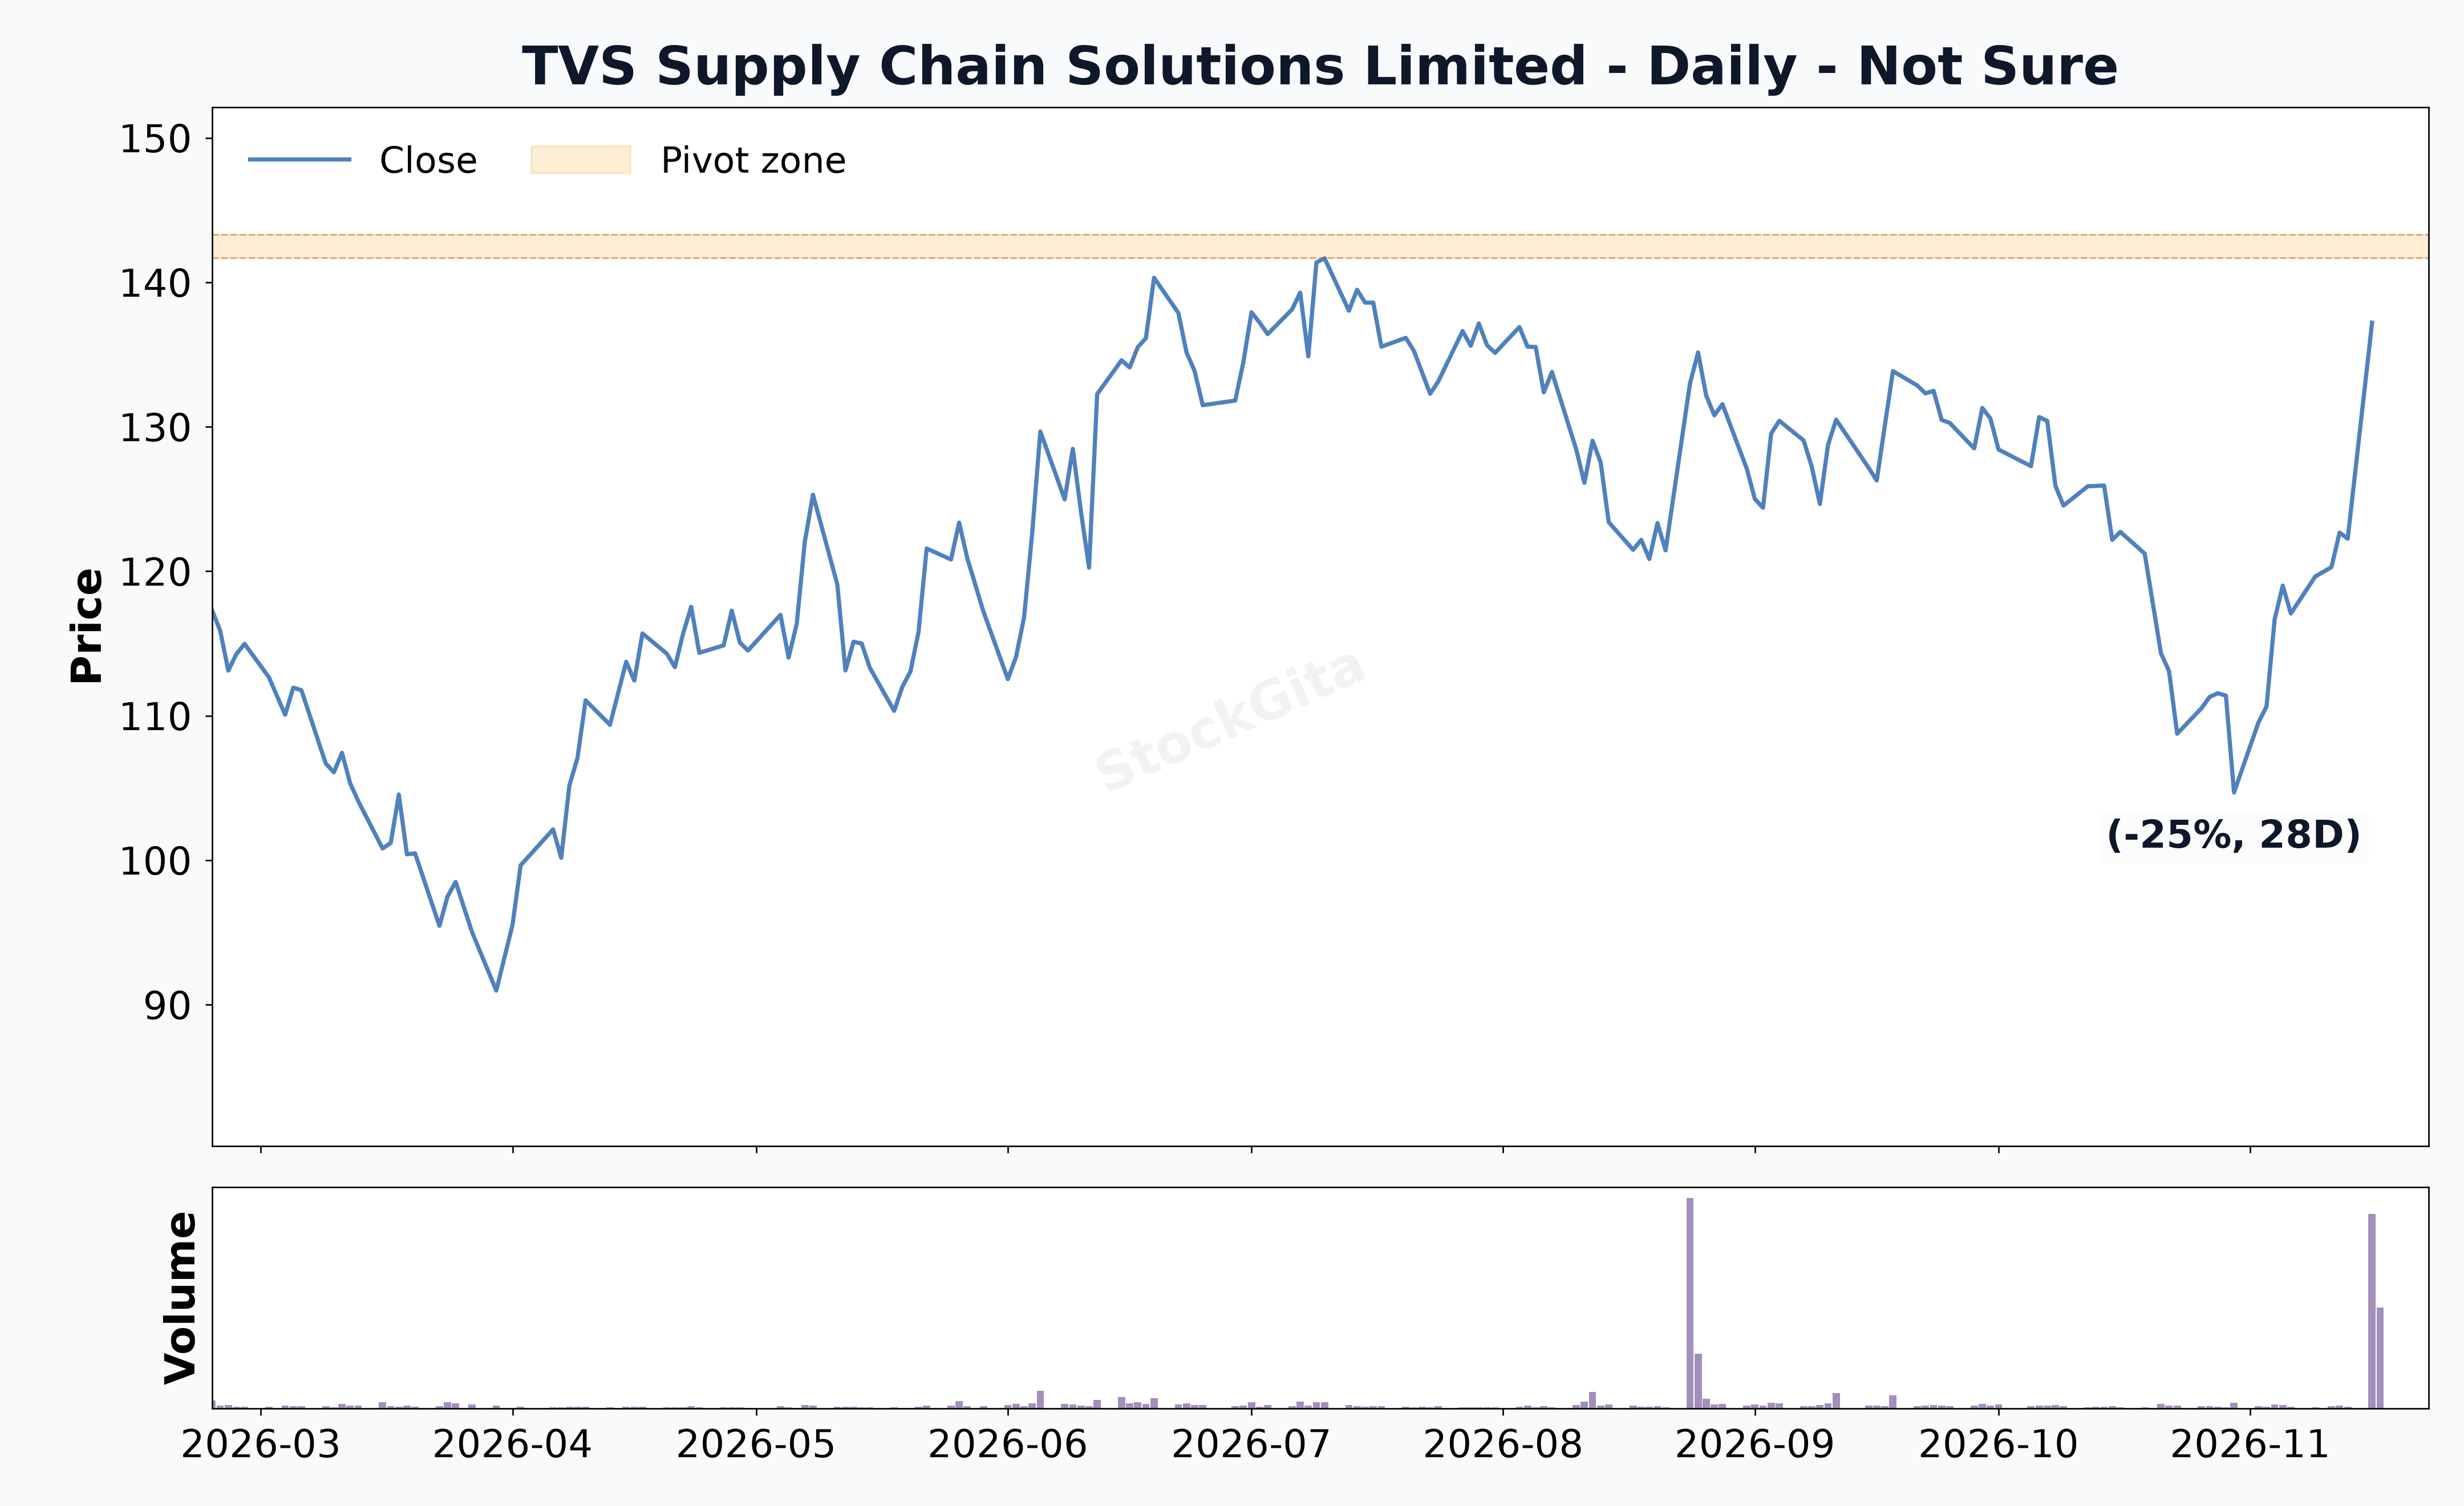 TVS Supply Chain Solutions Limited - Daily - Not Sure
Close
Pivot zone
150
140
130
120
110
100
90
Price
StockGita
(-25%, 28D)
Volume
2026-03
2026-04
2026-05
2026-06
2026-07
2026-08
2026-09
2026-10
2026-11